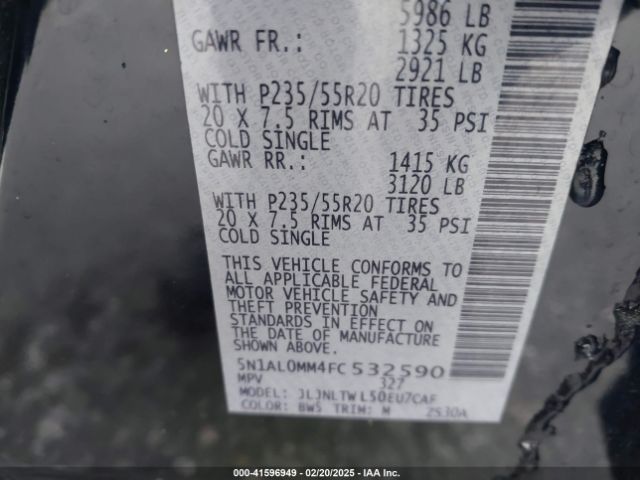 5986 LB
GAWR FR.: 1325 KG
2921 LB
WITH P235/55R20 TIRES
20 X 7.5 RIMS AT 35 PSI
COLD SINGLE
GAWR RR.: 1415 KG
3120 LB
WITH P235/55R20 TIRES
20 X 7.5 RIMS AT 35 PSI
COLD SINGLE
THIS VEHICLE CONFORMS TO
ALL APPLICABLE FEDERAL
MOTOR VEHICLE SAFETY AND
THEFT PREVENTION
STANDARDS IN EFFECT ON
THE DATE OF MANUFACTURE
SHOWN ABOVE.
5N1AL0MM4FC532590
MPV 327
JLJNLTWL50EU7CAF
COLOR: BW5 TRIM: M 2S30A
000-41596949 — 02/20/2025 — IAA Inc.